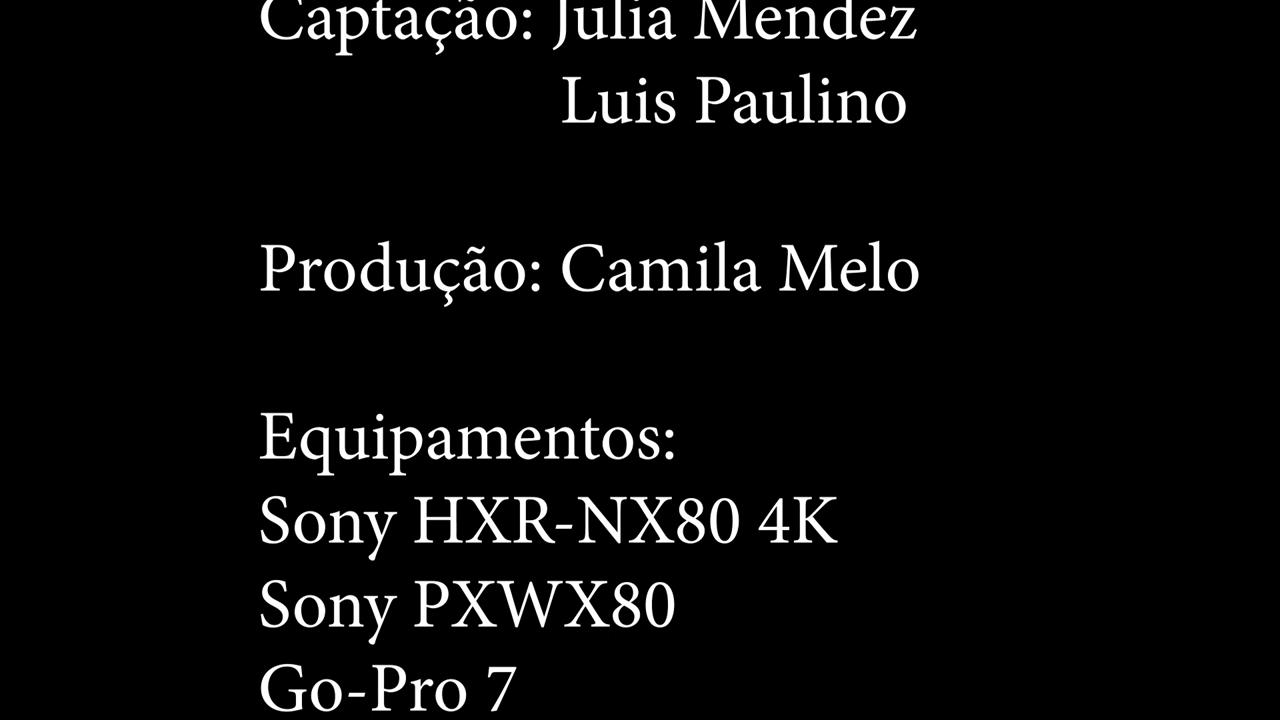 Captação: Julia Mendez
Luis Paulino
Produção: Camila Melo
Equipamentos:
Sony HXR-NX80 4K
Sony PXWX80
Go-Pro 7